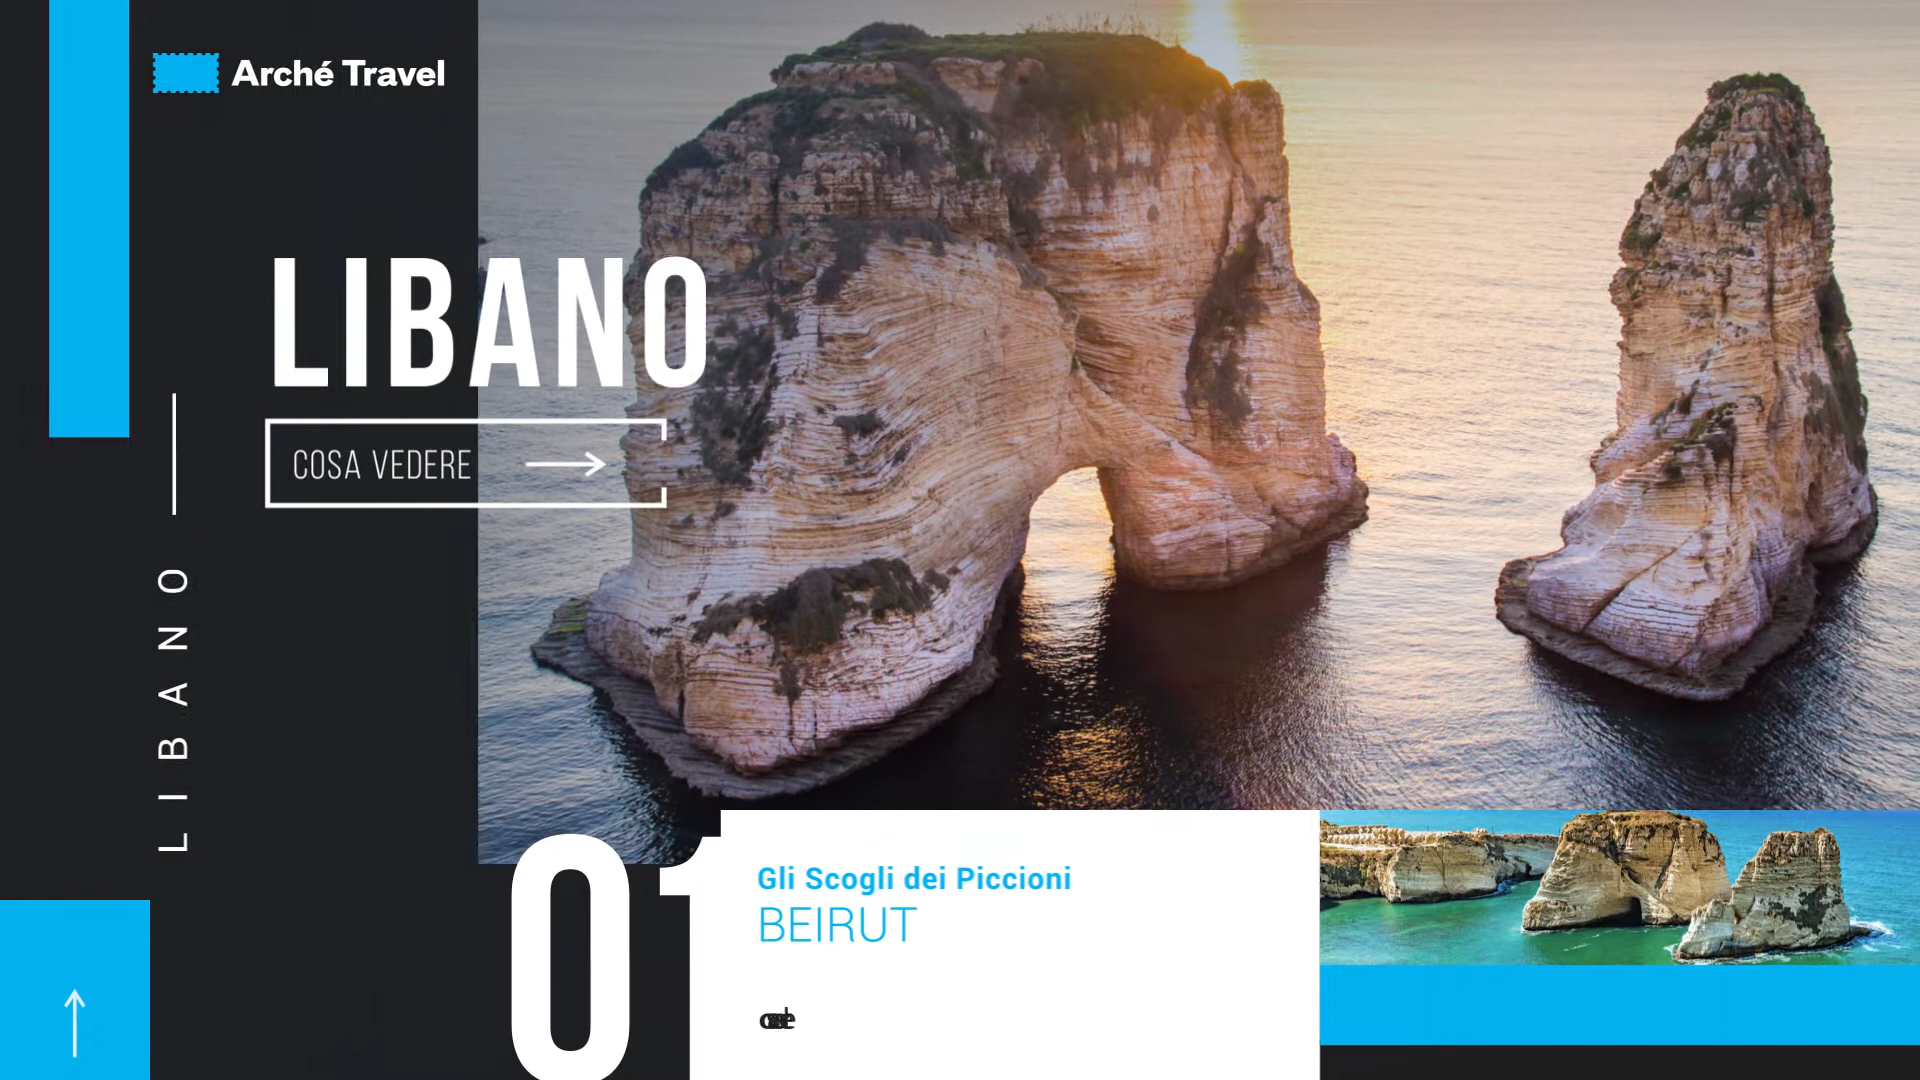 Arché Travel
LIBANO
COSA VEDERE
LIBANO
01
Gli Scogli dei Piccioni
BEIRUT